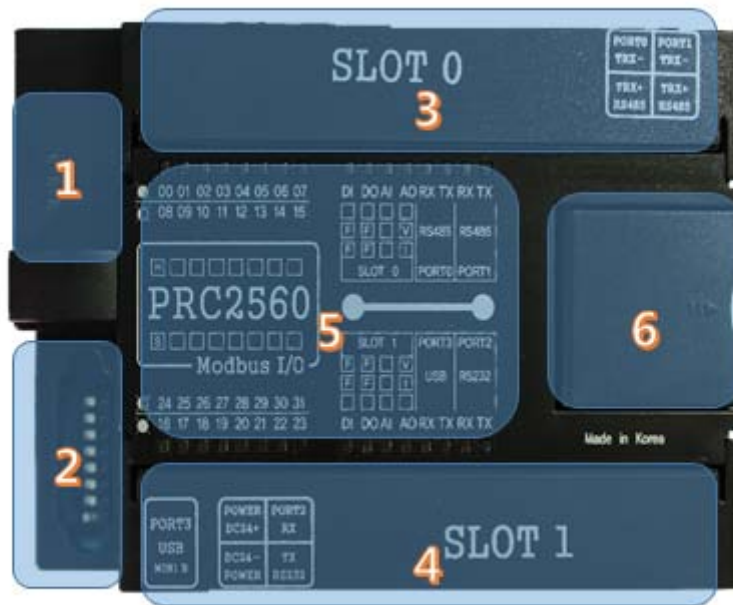 SLOT 0
PORT0 PORT1
TRX- TRX-
TRX+ TRX+
RS485 RS485
3
1
00 01 02 03 04 05 06 07
08 09 10 11 12 13 14 15
DI DO AI AO RX TX RX TX
F F V
RS485 RS485
F F I
SLOT 0 PORT0 PORT1
H
PRC2560
5
6
S
Modbus I/O
SLOT 1 PORT3 PORT2
F F V
USB RS232
F F I
24 25 26 27 28 29 30 31
16 17 18 19 20 21 22 23
DI DO AI AO RX TX RX TX
Made in Korea
2
PORT3
USB
MINI B
POWER PORT2
DC24+ RX
DC24- TX
POWER RS232
SLOT 1
4